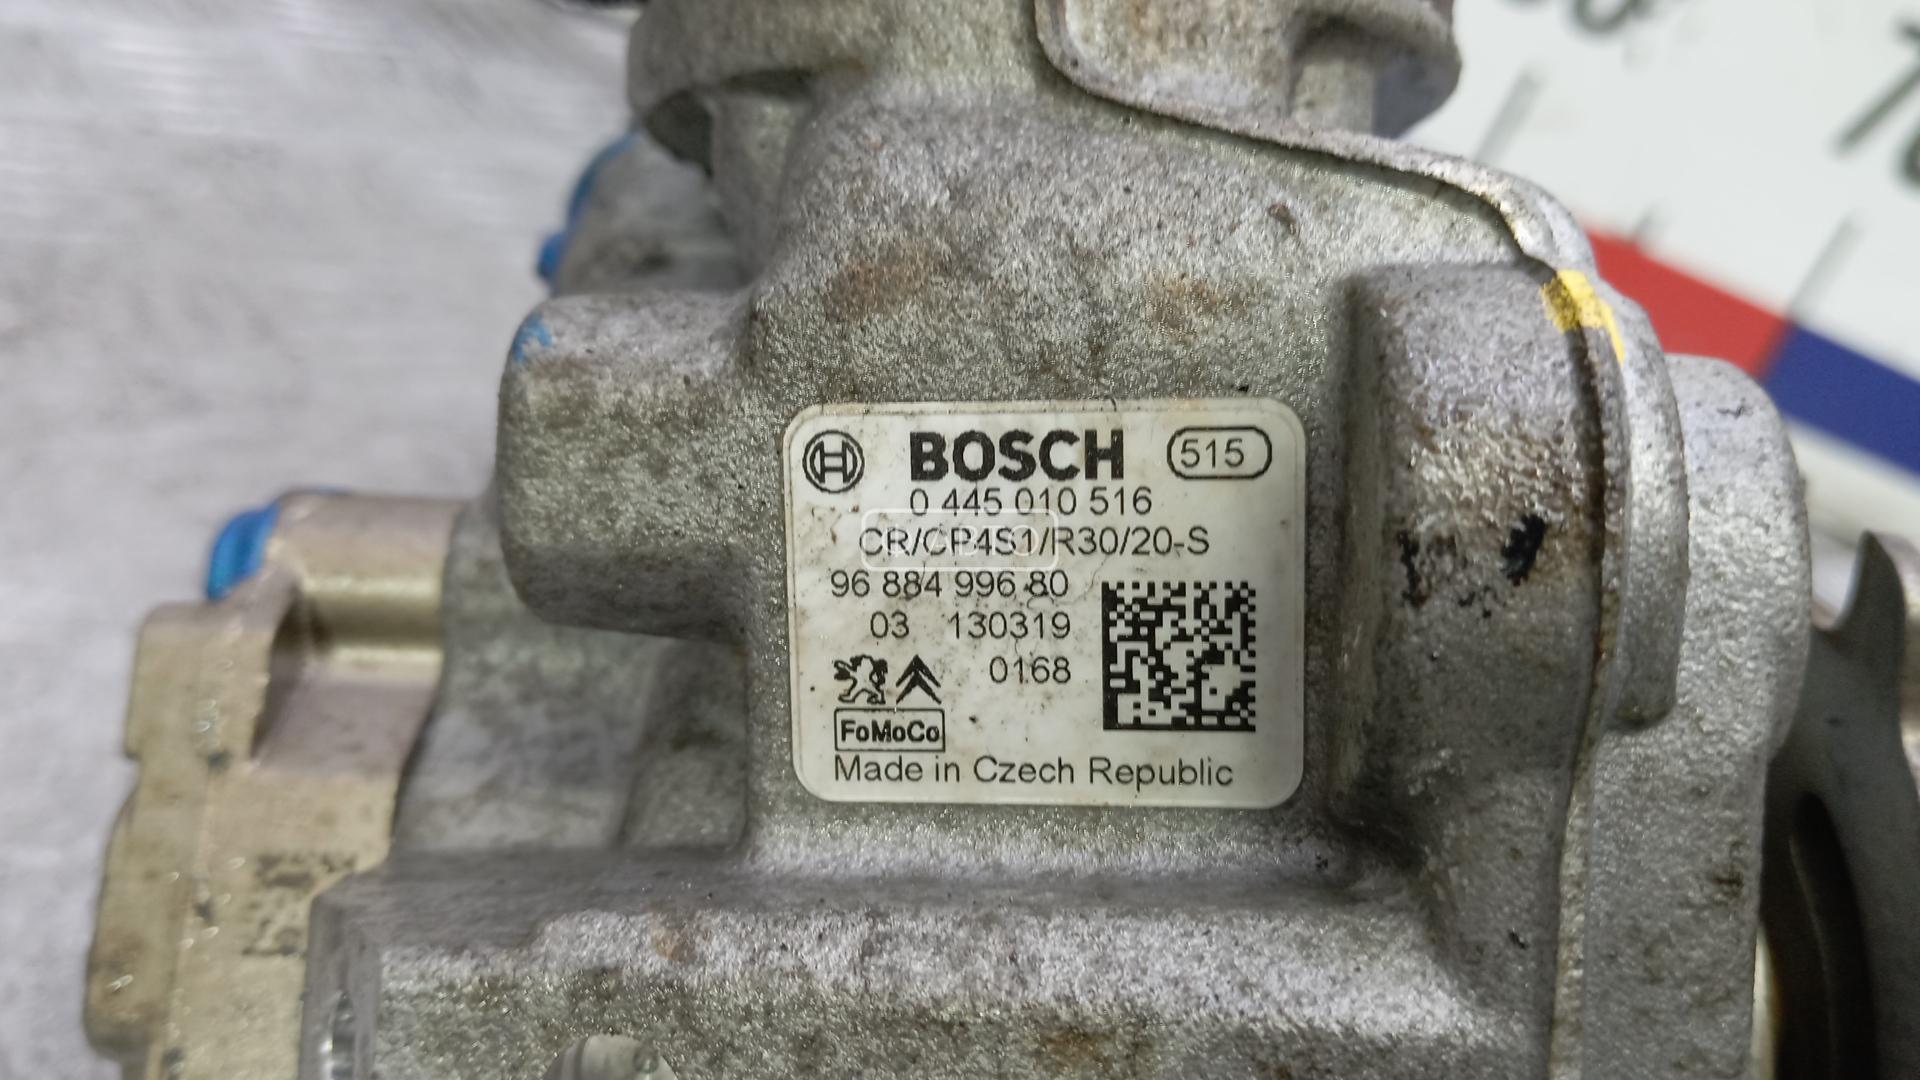 BOSCH 515
0 445 010 516
CR/CP4S1/R30/20-S
96 884 996 80
03 130319
0168
FoMoCo
Made in Czech Republic